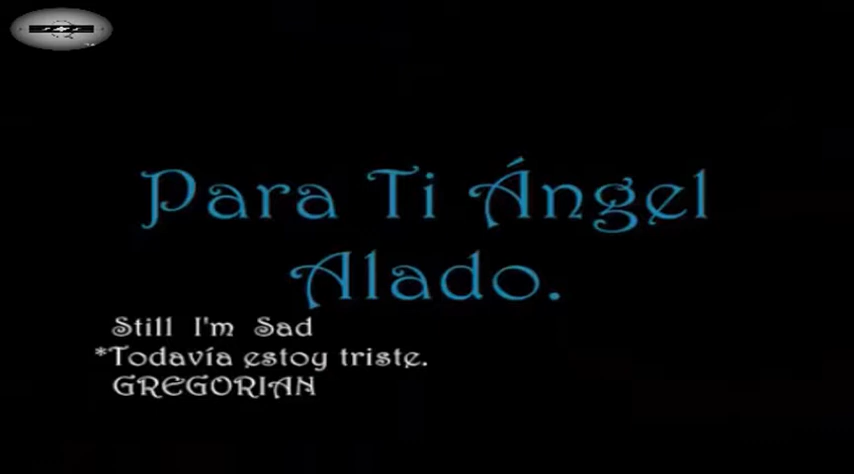 Para Ti Ángel
Alado.
Still I'm Sad
*Todavía estoy triste.
GREGORIAN